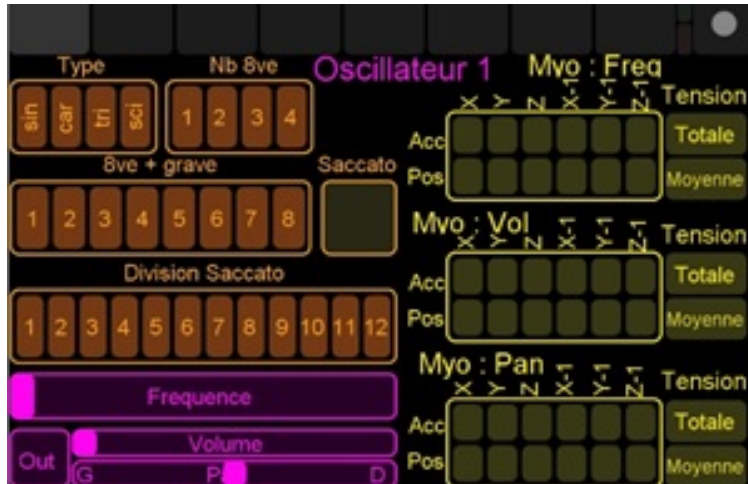 Type
Nb 8ve
Oscillateur 1
sin car tri sci
1 2 3 4
8ve + grave
Saccato
1 2 3 4 5 6 7 8
Division Saccato
1 2 3 4 5 6 7 8 9 10 11 12
Frequence
Out
Volume
G
D
Myo : Freq
X Y Z X-1 Y-1 Z-1
Tension
Acc
Totale
Pos
Moyenne
Myo : Vol
X Y Z X-1 Y-1 Z-1
Tension
Acc
Totale
Pos
Moyenne
Myo : Pan
X Y Z X-1 Y-1 Z-1
Tension
Acc
Totale
Pos
Moyenne